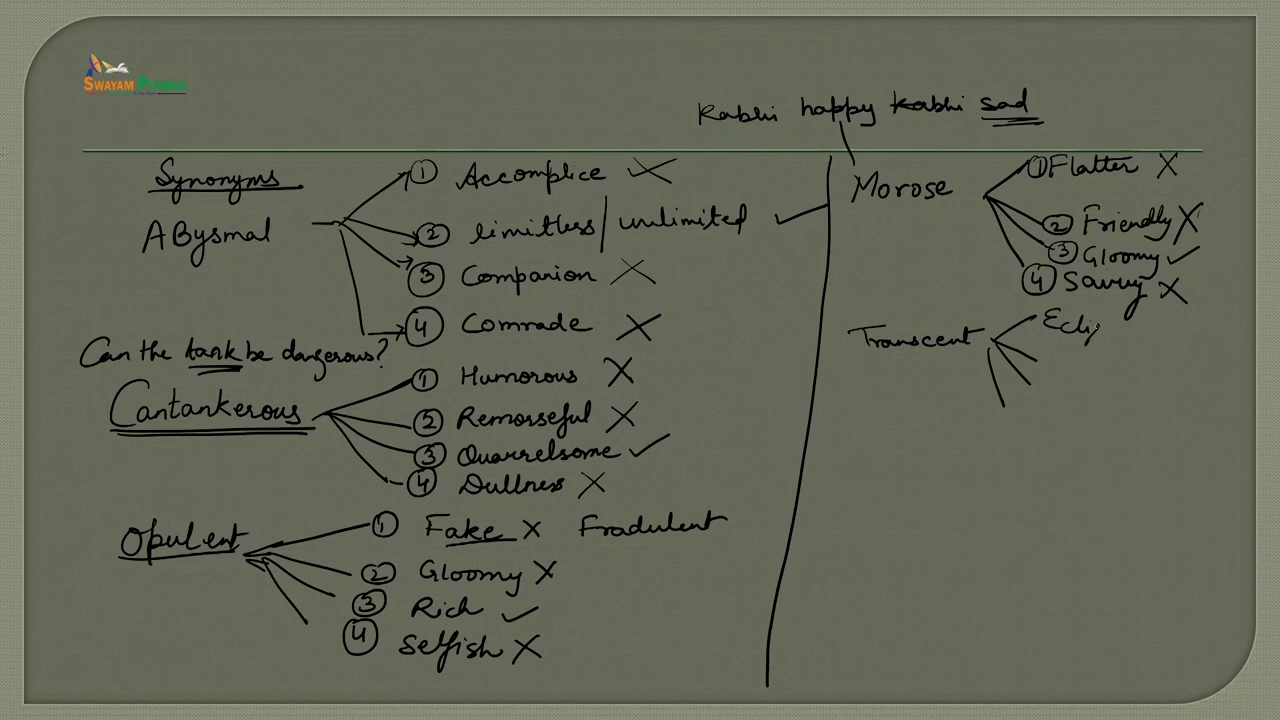 SWAYAM PRABHA
Kabhi happy kabhi sad
Synonyms
ABysmal
① Accomplice X
② limitless / unlimited ✓
③ Companion X
④ Comrade X
Can the tank be dangerous?
Cantankerous
① Humorous X
② Remorseful X
③ Quarrelsome ✓
④ Dullness X
Opulent
① Fake X Fradulent
② Gloomy X
③ Rich ✓
④ Selfish X
Morose
① Flatter X
② Friendly X
③ Gloomy ✓
④ Savvy X
Transcent
Eclip